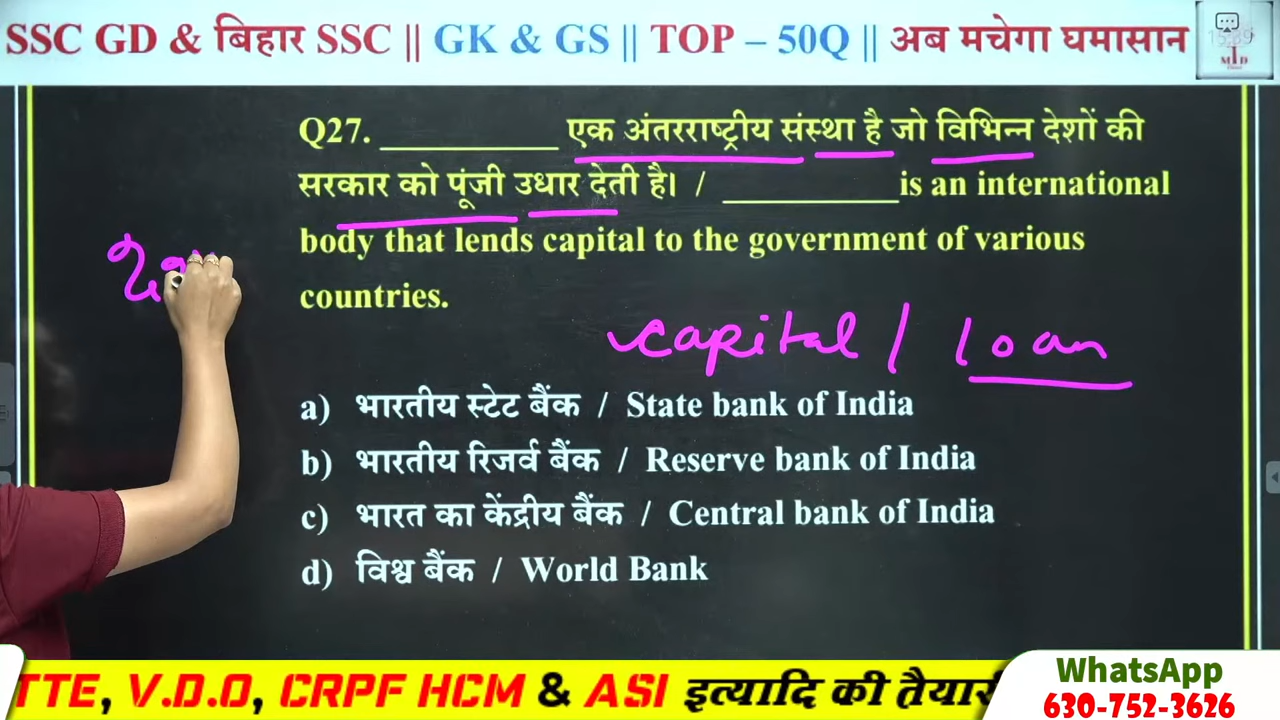 SSC GD & बिहार SSC || GK & GS || TOP – 50Q || अब मचेगा घमासान
Q27. __________ एक अंतरराष्ट्रीय संस्था है जो विभिन्न देशों की
सरकार को पूंजी उधार देती है। / __________ is an international
body that lends capital to the government of various
countries.
capital / loan
a) भारतीय स्टेट बैंक / State bank of India
b) भारतीय रिजर्व बैंक / Reserve bank of India
c) भारत का केंद्रीय बैंक / Central bank of India
d) विश्व बैंक / World Bank
TTE, V.D.O, CRPF HCM & ASI इत्यादि की
WhatsApp
630-752-3626